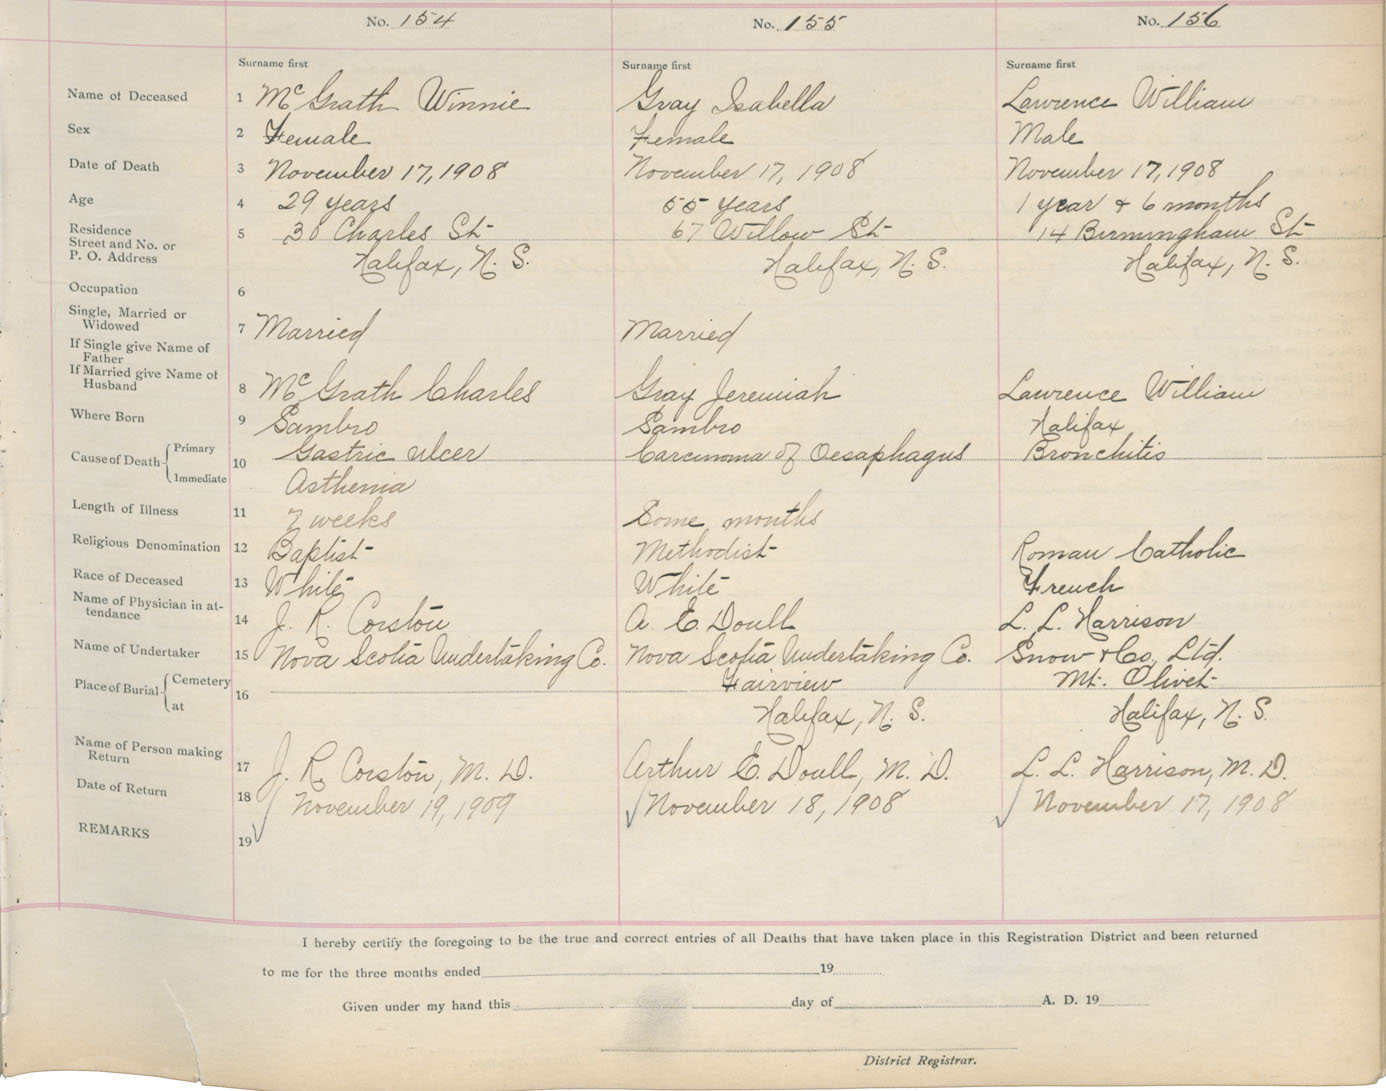 No. 154 No. 155 No. 156
Surname first Surname first Surname first
Name of Deceased 1 McGrath Winnie Gray Isabella Lawrence William
Sex 2 Female Female Male
Date of Death 3 November 17, 1908 November 17, 1908 November 17, 1908
Age 4 29 years 55 years 1 year & 6 months
Residence
Street and No. or 5 30 Charles St 67 Willow St 14 Birmingham St
P. O. Address Halifax, N. S. Halifax, N. S. Halifax, N. S.
Occupation 6
Single, Married or
Widowed 7 Married Married
If Single give Name of
Father
If Married give Name of
Husband 8 McGrath Charles Gray Jeremiah Lawrence William
Where Born 9 Sambro Sambro Halifax
Cause of Death Primary 10 Gastric ulcer Carcinoma of Oesaphagus Bronchitis
Immediate Asthenia
Length of Illness 11 7 weeks Some months
Religious Denomination 12 Baptist Methodist Roman Catholic
Race of Deceased 13 White White French
Name of Physician in at-
tendance 14 J. R. Corston A E. Doull L. L. Harrison
Name of Undertaker 15 Nova Scotia Undertaking Co. Nova Scotia Undertaking Co. Snow & Co. Ltd.
Place of Burial Cemetery 16 Fairview Mt. Olivet
at Halifax, N. S. Halifax, N. S.
Name of Person making
Return 17 J. R. Corston, M. D. Arthur E. Doull, M. D. L. L. Harrison, M. D.
Date of Return 18 November 19, 1909 November 18, 1908 November 17, 1908
REMARKS 19
I hereby certify the foregoing to be the true and correct entries of all Deaths that have taken place in this Registration District and been returned
to me for the three months ended 19
Given under my hand this day of A. D. 19
District Registrar.